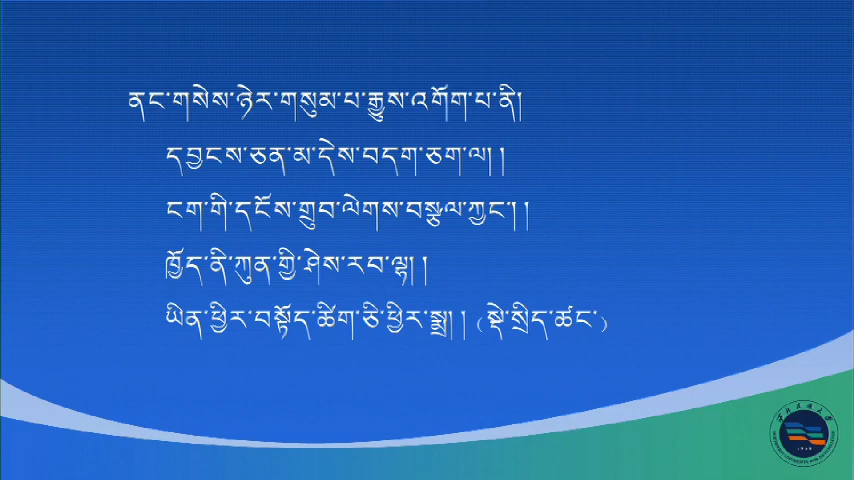 ནང་གསེས་ཉེར་གསུམ་པ་རྒྱུས་འགོག་པ་ནི།
དབྱངས་ཅན་མ་དེས་བདག་ཅག་ལ། །
ངག་གི་དངོས་གྲུབ་ལེགས་བསྩལ་ཀྱང་། །
ཁྱོད་ནི་ཀུན་གྱི་ཤེས་རབ་ལྷ། །
ཡིན་ཕྱིར་བསྟོད་ཚིག་ཅི་ཕྱིར་སྨྲ། །(སྡེ་སྲིད་ཚང་)